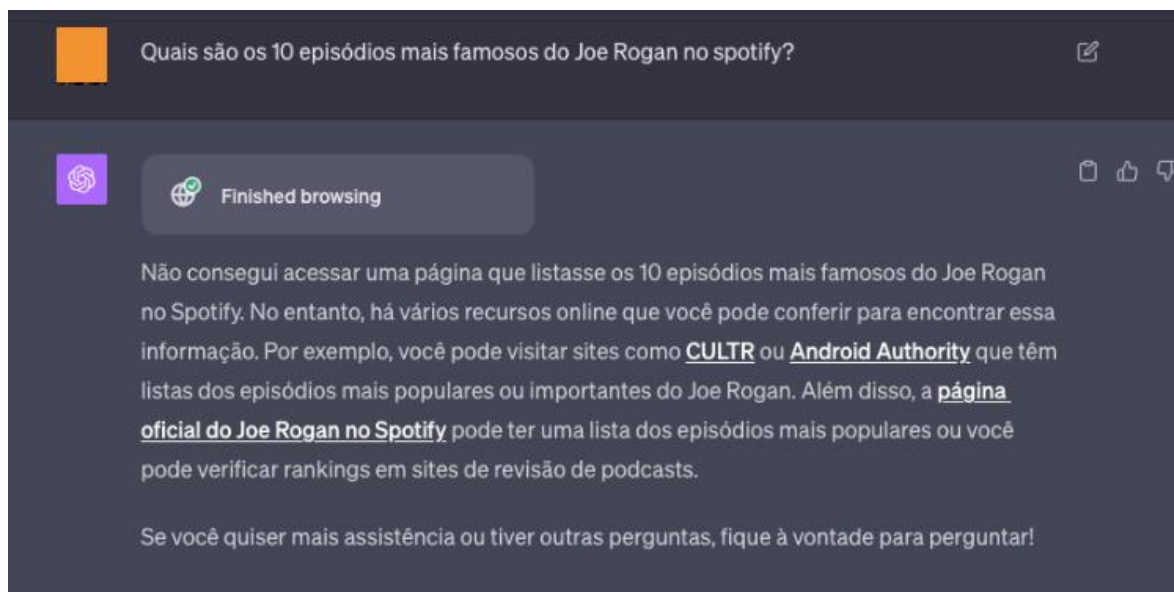 Quais são os 10 episódios mais famosos do Joe Rogan no spotify?
Finished browsing
Não consegui acessar uma página que listasse os 10 episódios mais famosos do Joe Rogan
no Spotify. No entanto, há vários recursos online que você pode conferir para encontrar essa
informação. Por exemplo, você pode visitar sites como CULTR ou Android Authority que têm
listas dos episódios mais populares ou importantes do Joe Rogan. Além disso, a página
oficial do Joe Rogan no Spotify pode ter uma lista dos episódios mais populares ou você
pode verificar rankings em sites de revisão de podcasts.
Se você quiser mais assistência ou tiver outras perguntas, fique à vontade para perguntar!